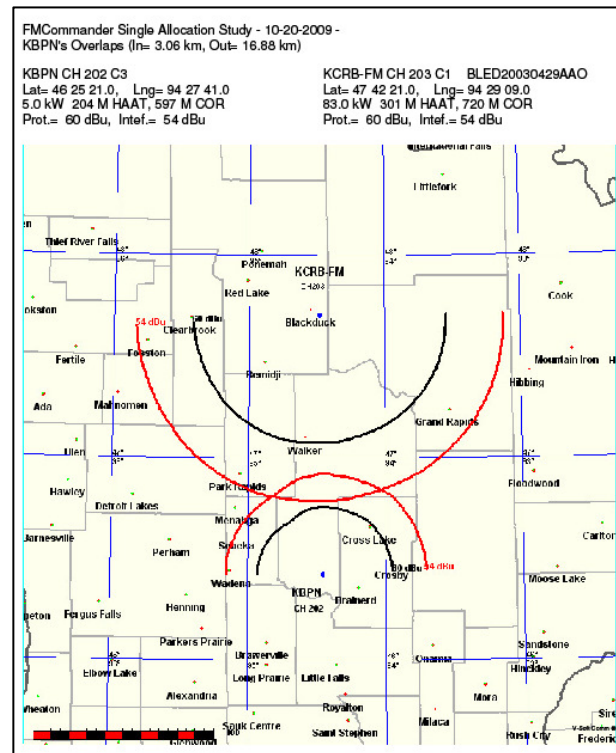 FMCommander Single Allocation Study - 10-20-2009 -
KBPN's Overlaps (In= 3.06 km, Out= 16.88 km)
KBPN CH 202 C3
Lat= 46 25 21.0, Lng= 94 27 41.0
5.0 kW 204 M HAAT, 597 M COR
Prot.= 60 dBu, Intef.= 54 dBu
KCRB-FM CH 203 C1 BLED20030429AAO
Lat= 47 42 21.0, Lng= 94 29 09.0
83.0 kW 301 M HAAT, 720 M COR
Prot.= 60 dBu, Intef.= 54 dBu
International Falls
Littlefork
Thief River Falls
Ponemah
KCRB-FM
CH203
Red Lake
Cook
ookston
Blackduck
54 dBu
60 dBu
Clearbrook
Fosston
Fertile
Mountain Iron
Bemidji
Hibbing
Ada
Mahnomen
Grand Rapids
Ulen
Walker
Floodwood
Hawley
Park Rapids
Detroit Lakes
Menahga
Barnesville
Sebeka
Cross Lake
Carlton
Perham
Wadena
KBPN
CH 202
Crosby
60 dBu
54 dBu
Moose Lake
Henning
Brainerd
Fergus Falls
Parkers Prairie
Browerville
Onamia
Sandstone
Hinckley
Elbow Lake
Long Prairie
Little Falls
Alexandria
Mora
Wheaton
Royalton
Sauk Centre
Saint Stephen
Milaca
Rush City
Glenwood
Frederic